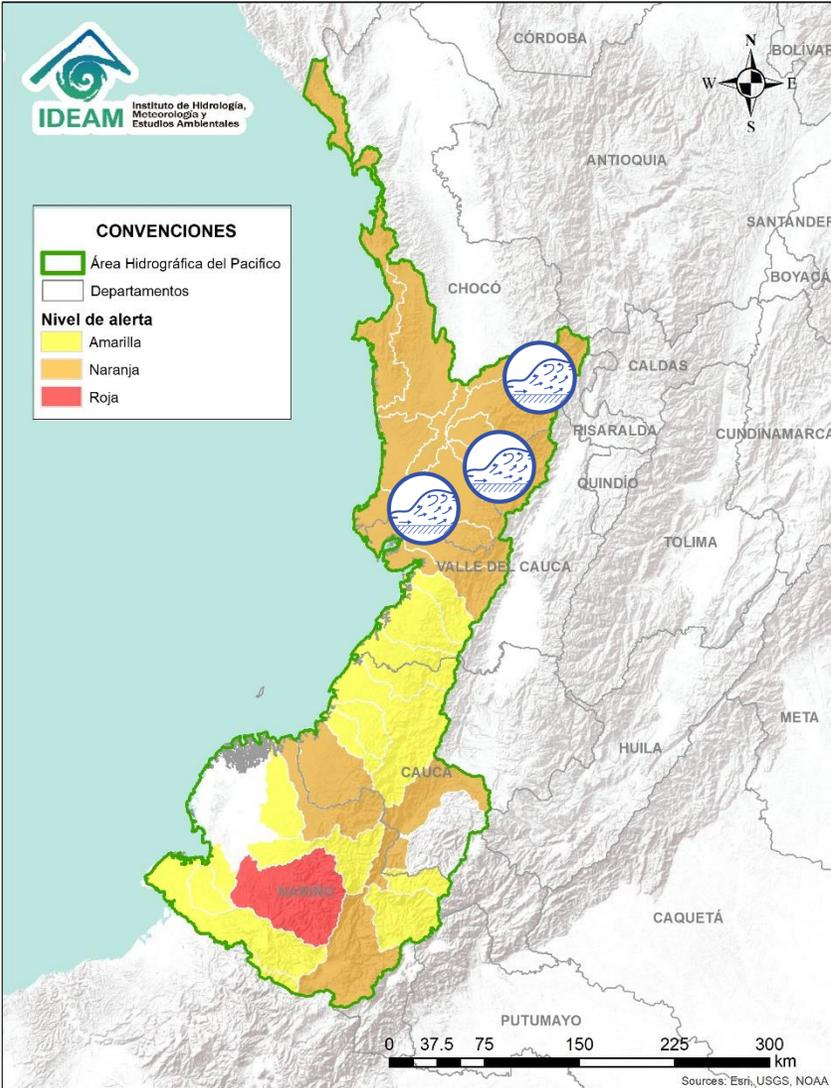 IDEAM
Instituto de Hidrología,
Meteorología y
Estudios Ambientales
N
W
E
S
CÓRDOBA
BOLÍVAR
ANTIOQUIA
SANTANDER
BOYACÁ
CONVENCIONES
Área Hidrográfica del Pacifico
Departamentos
Nivel de alerta
Amarilla
Naranja
Roja
CHOCÓ
CALDAS
RISARALDA
CUNDINAMARCA
QUINDÍO
TOLIMA
VALLE DEL CAUCA
META
HUILA
CAUCA
NARIÑO
CAQUETÁ
PUTUMAYO
0 37.5 75 150 225 300
km
Sources: Esri, USGS, NOAA